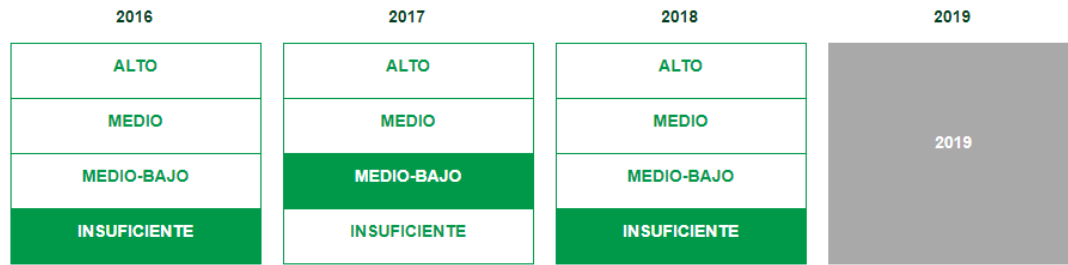 2016 2017 2018 2019
ALTO ALTO ALTO
MEDIO MEDIO MEDIO
2019
MEDIO-BAJO MEDIO-BAJO MEDIO-BAJO
INSUFICIENTE INSUFICIENTE INSUFICIENTE